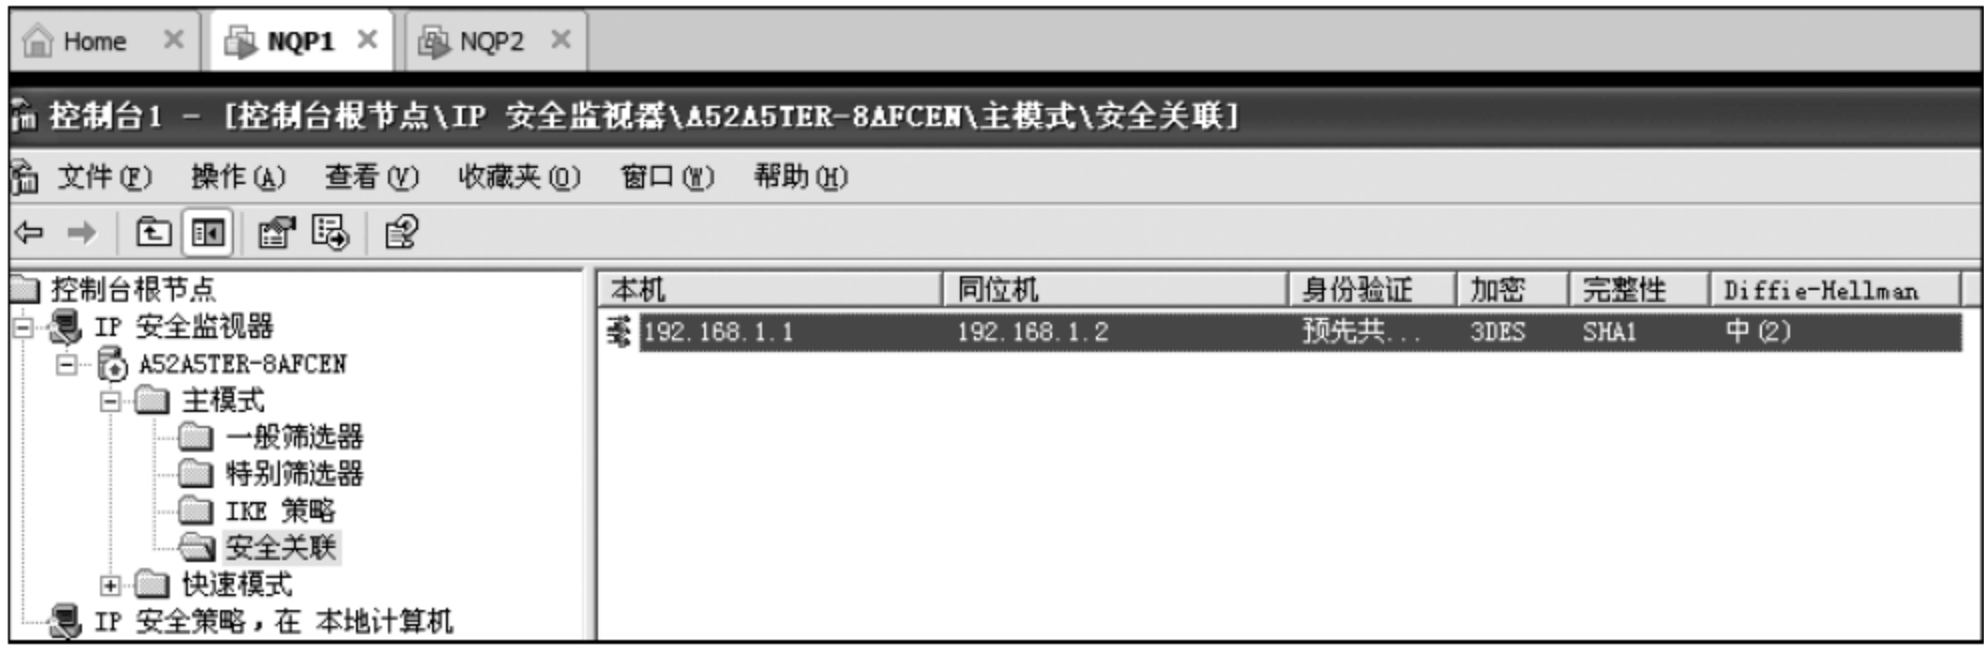 Home NQP1 NQP2
控制台1 - [控制台根节点\IP 安全监视器\A52A5TER-8AFCEN\主模式\安全关联]
文件(F) 操作(A) 查看(V) 收藏夹(O) 窗口(W) 帮助(H)
控制台根节点
IP 安全监视器
A52A5TER-8AFCEN
主模式
一般筛选器
特别筛选器
IKE 策略
安全关联
快速模式
IP 安全策略，在 本地计算机
本机 同位机 身份验证 加密 完整性 Diffie-Hellman
192.168.1.1 192.168.1.2 预先共... 3DES SHA1 中(2)